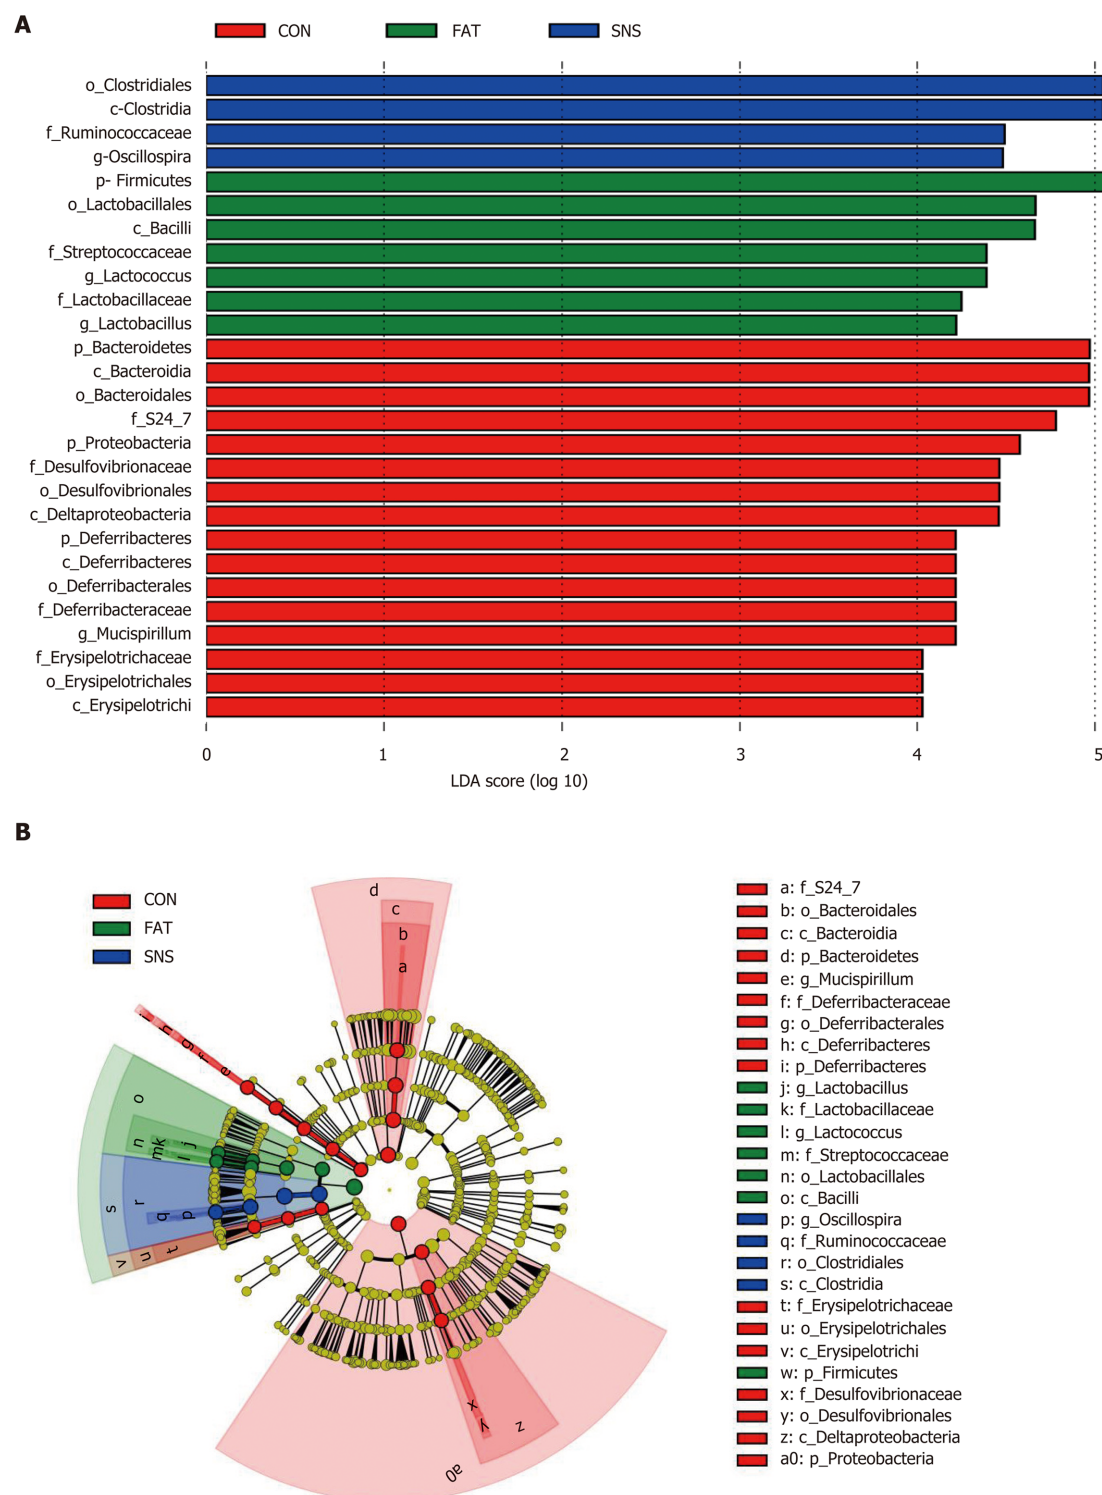 A
CON FAT SNS
o_Clostridiales
c-Clostridia
f_Ruminococcaceae
g-Oscillospira
p- Firmicutes
o_Lactobacillales
c_Bacilli
f_Streptococcaceae
g_Lactococcus
f_Lactobacillaceae
g_Lactobacillus
p_Bacteroidetes
c_Bacteroidia
o_Bacteroidales
f_S24_7
p_Proteobacteria
f_Desulfovibrionaceae
o_Desulfovibrionales
c_Deltaproteobacteria
p_Deferribacteres
c_Deferribacteres
o_Deferribacterales
f_Deferribacteraceae
g_Mucispirillum
f_Erysipelotrichaceae
o_Erysipelotrichales
c_Erysipelotrichi
0 1 2 3 4 5
LDA score (log 10)
B
CON
FAT
SNS
d
c
b
a
i
h
g
f
e
o
n
m
k
l
j
s
r
q
p
v
u
t
x
y
z
a0
a: f_S24_7
b: o_Bacteroidales
c: c_Bacteroidia
d: p_Bacteroidetes
e: g_Mucispirillum
f: f_Deferribacteraceae
g: o_Deferribacterales
h: c_Deferribacteres
i: p_Deferribacteres
j: g_Lactobacillus
k: f_Lactobacillaceae
l: g_Lactococcus
m: f_Streptococcaceae
n: o_Lactobacillales
o: c_Bacilli
p: g_Oscillospira
q: f_Ruminococcaceae
r: o_Clostridiales
s: c_Clostridia
t: f_Erysipelotrichaceae
u: o_Erysipelotrichales
v: c_Erysipelotrichi
w: p_Firmicutes
x: f_Desulfovibrionaceae
y: o_Desulfovibrionales
z: c_Deltaproteobacteria
a0: p_Proteobacteria